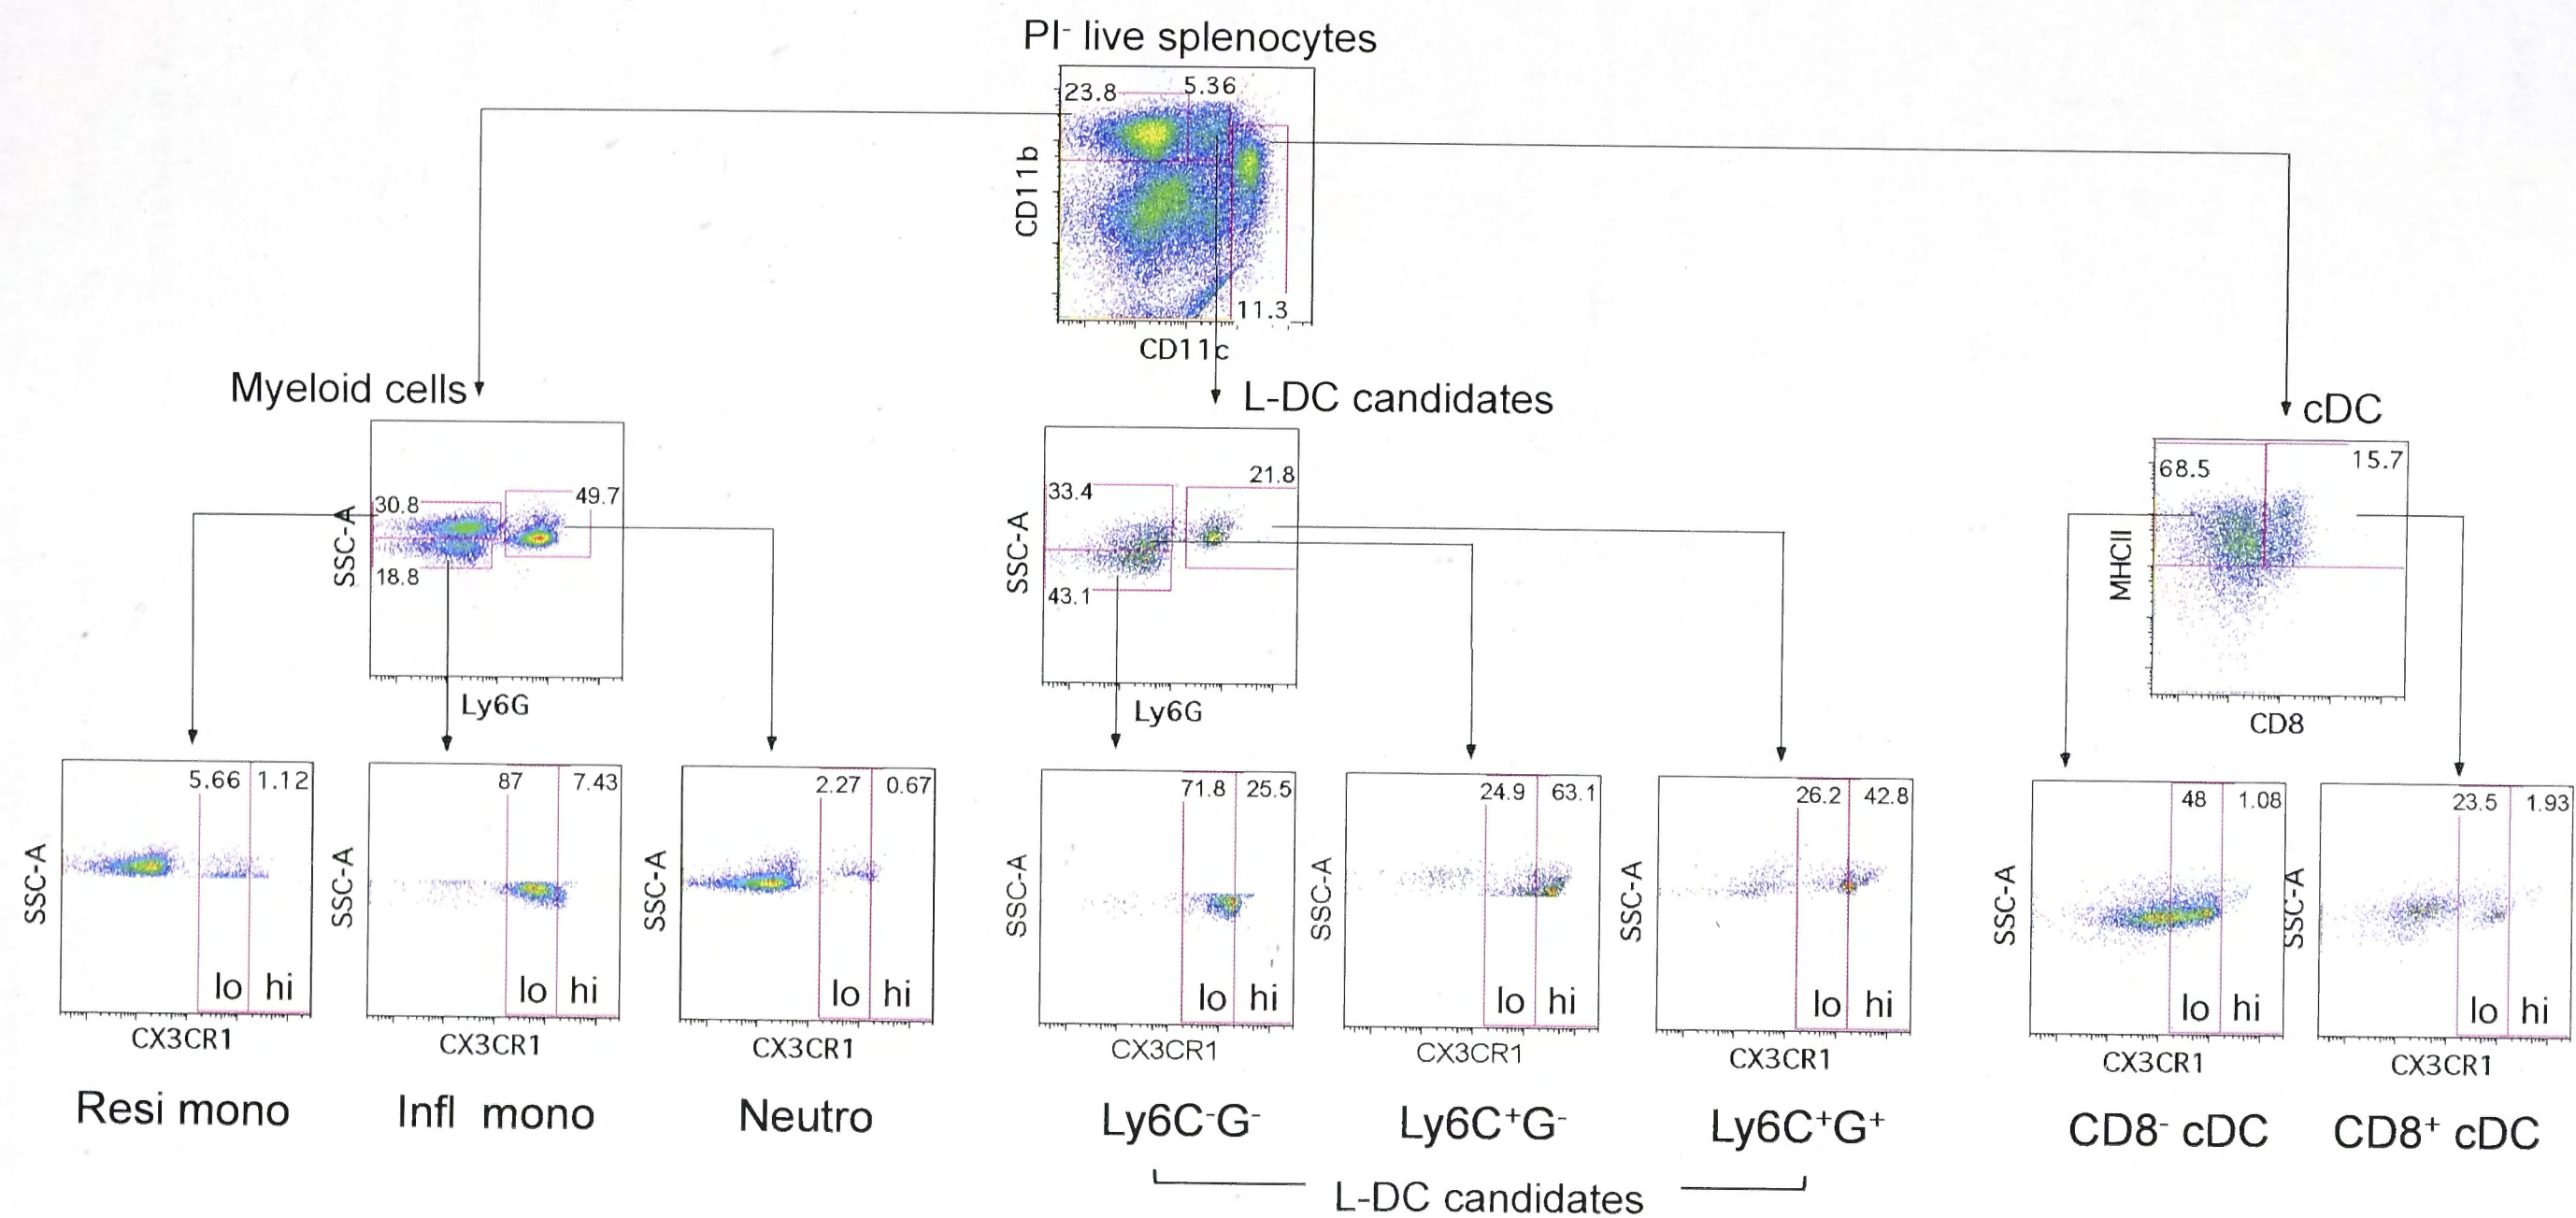 PI⁻ live splenocytes
23.8 5.36
CD11b
11.3
CD11c
Myeloid cells
L-DC candidates
cDC
30.8 49.7
SSC-A
18.8
Ly6G
33.4 21.8
SSC-A
43.1
Ly6G
68.5 15.7
MHCII
CD8
5.66 1.12
SSC-A
lo hi
CX3CR1
Resi mono
87 7.43
SSC-A
lo hi
CX3CR1
Infl mono
2.27 0.67
SSC-A
lo hi
CX3CR1
Neutro
71.8 25.5
SSC-A
lo hi
CX3CR1
Ly6C⁻G⁻
24.9 63.1
SSC-A
lo hi
CX3CR1
Ly6C⁺G⁻
26.2 42.8
SSC-A
lo hi
CX3CR1
Ly6C⁺G⁺
48 1.08
SSC-A
lo hi
CX3CR1
CD8⁻ cDC
23.5 1.93
SSC-A
lo hi
CX3CR1
CD8⁺ cDC
L-DC candidates